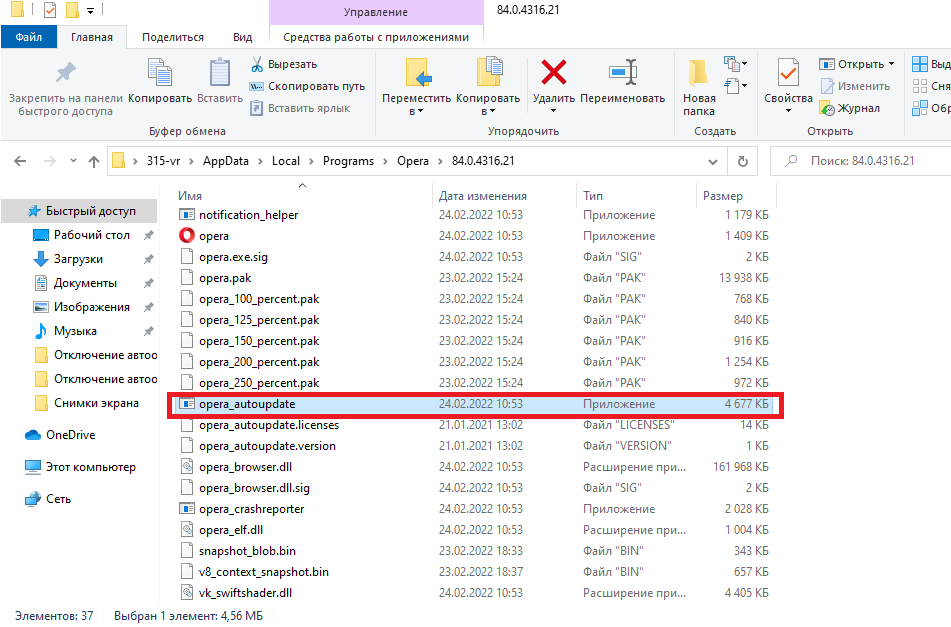 Управление
84.0.4316.21
Файл
Главная
Поделиться
Вид
Средства работы с приложениями
Закрепить на панели
быстрого доступа
Копировать
Вставить
Вырезать
Скопировать путь
Вставить ярлык
Буфер обмена
Переместить
в
Копировать
в
Удалить
Переименовать
Упорядочить
Новая
папка
Создать
Свойства
Открыть
Изменить
Журнал
Открыть
Выд
Сня
Обр
315-vr
AppData
Local
Programs
Opera
84.0.4316.21
Поиск: 84.0.4316.21
Быстрый доступ
Рабочий стол
Загрузки
Документы
Изображения
Музыка
Отключение автоо
Отключение автоо
Снимки экрана
OneDrive
Этот компьютер
Сеть
Имя Дата изменения Тип Размер
notification_helper 24.02.2022 10:53 Приложение 1 179 КБ
opera 24.02.2022 10:53 Приложение 1 409 КБ
opera.exe.sig 24.02.2022 10:53 Файл "SIG" 2 КБ
opera.pak 23.02.2022 15:24 Файл "PAK" 13 938 КБ
opera_100_percent.pak 23.02.2022 15:24 Файл "PAK" 768 КБ
opera_125_percent.pak 23.02.2022 15:24 Файл "PAK" 840 КБ
opera_150_percent.pak 23.02.2022 15:24 Файл "PAK" 916 КБ
opera_200_percent.pak 23.02.2022 15:24 Файл "PAK" 1 254 КБ
opera_250_percent.pak 23.02.2022 15:24 Файл "PAK" 972 КБ
opera_autoupdate 24.02.2022 10:53 Приложение 4 677 КБ
opera_autoupdate.licenses 21.01.2021 13:02 Файл "LICENSES" 14 КБ
opera_autoupdate.version 21.01.2021 13:02 Файл "VERSION" 1 КБ
opera_browser.dll 24.02.2022 10:53 Расширение при... 161 968 КБ
opera_browser.dll.sig 24.02.2022 10:53 Файл "SIG" 2 КБ
opera_crashreporter 24.02.2022 10:53 Приложение 2 028 КБ
opera_elf.dll 24.02.2022 10:53 Расширение при... 1 004 КБ
snapshot_blob.bin 23.02.2022 18:33 Файл "BIN" 343 КБ
v8_context_snapshot.bin 23.02.2022 18:37 Файл "BIN" 657 КБ
vk_swiftshader.dll 24.02.2022 10:53 Расширение при... 4 405 КБ
Элементов: 37
Выбран 1 элемент: 4,56 МБ